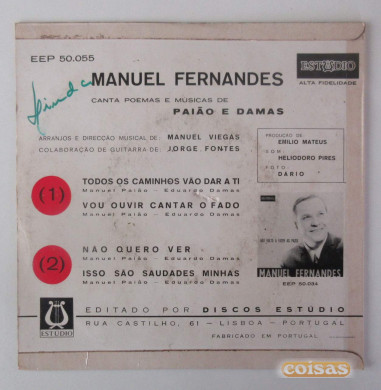 EEP 50.055
ESTÚDIO
ALTA FIDELIDADE
MANUEL FERNANDES
CANTA POEMAS E MUSICAS DE
PAIÃO E DAMAS
ARRANJOS E DIRECÇÃO MUSICAL DE: MANUEL VIEGAS
COLABORAÇÃO DE GUITARRA DE: JORGE FONTES
PRODUÇÃO DE
EMÍLIO MATEUS
SOM
HELIODORO PIRES
FOTO
DARIO
(1)
TODOS OS CAMINHOS VÃO DAR A TI
Manuel Paião - Eduardo Damas
VOU OUVIR CANTAR O FADO
Manuel Paião - Eduardo Damas
(2)
NÃO QUERO VER
Manuel Paião - Eduardo Damas
ISSO SÃO SAUDADES MINHAS
Manuel Paião - Eduardo Damas
MANUEL FERNANDES
EEP 50.034
ESTÚDIO
EDITADO POR DISCOS ESTÚDIO
RUA CASTILHO, 61 - LISBOA - PORTUGAL
FABRICADO EM PORTUGAL
coisas